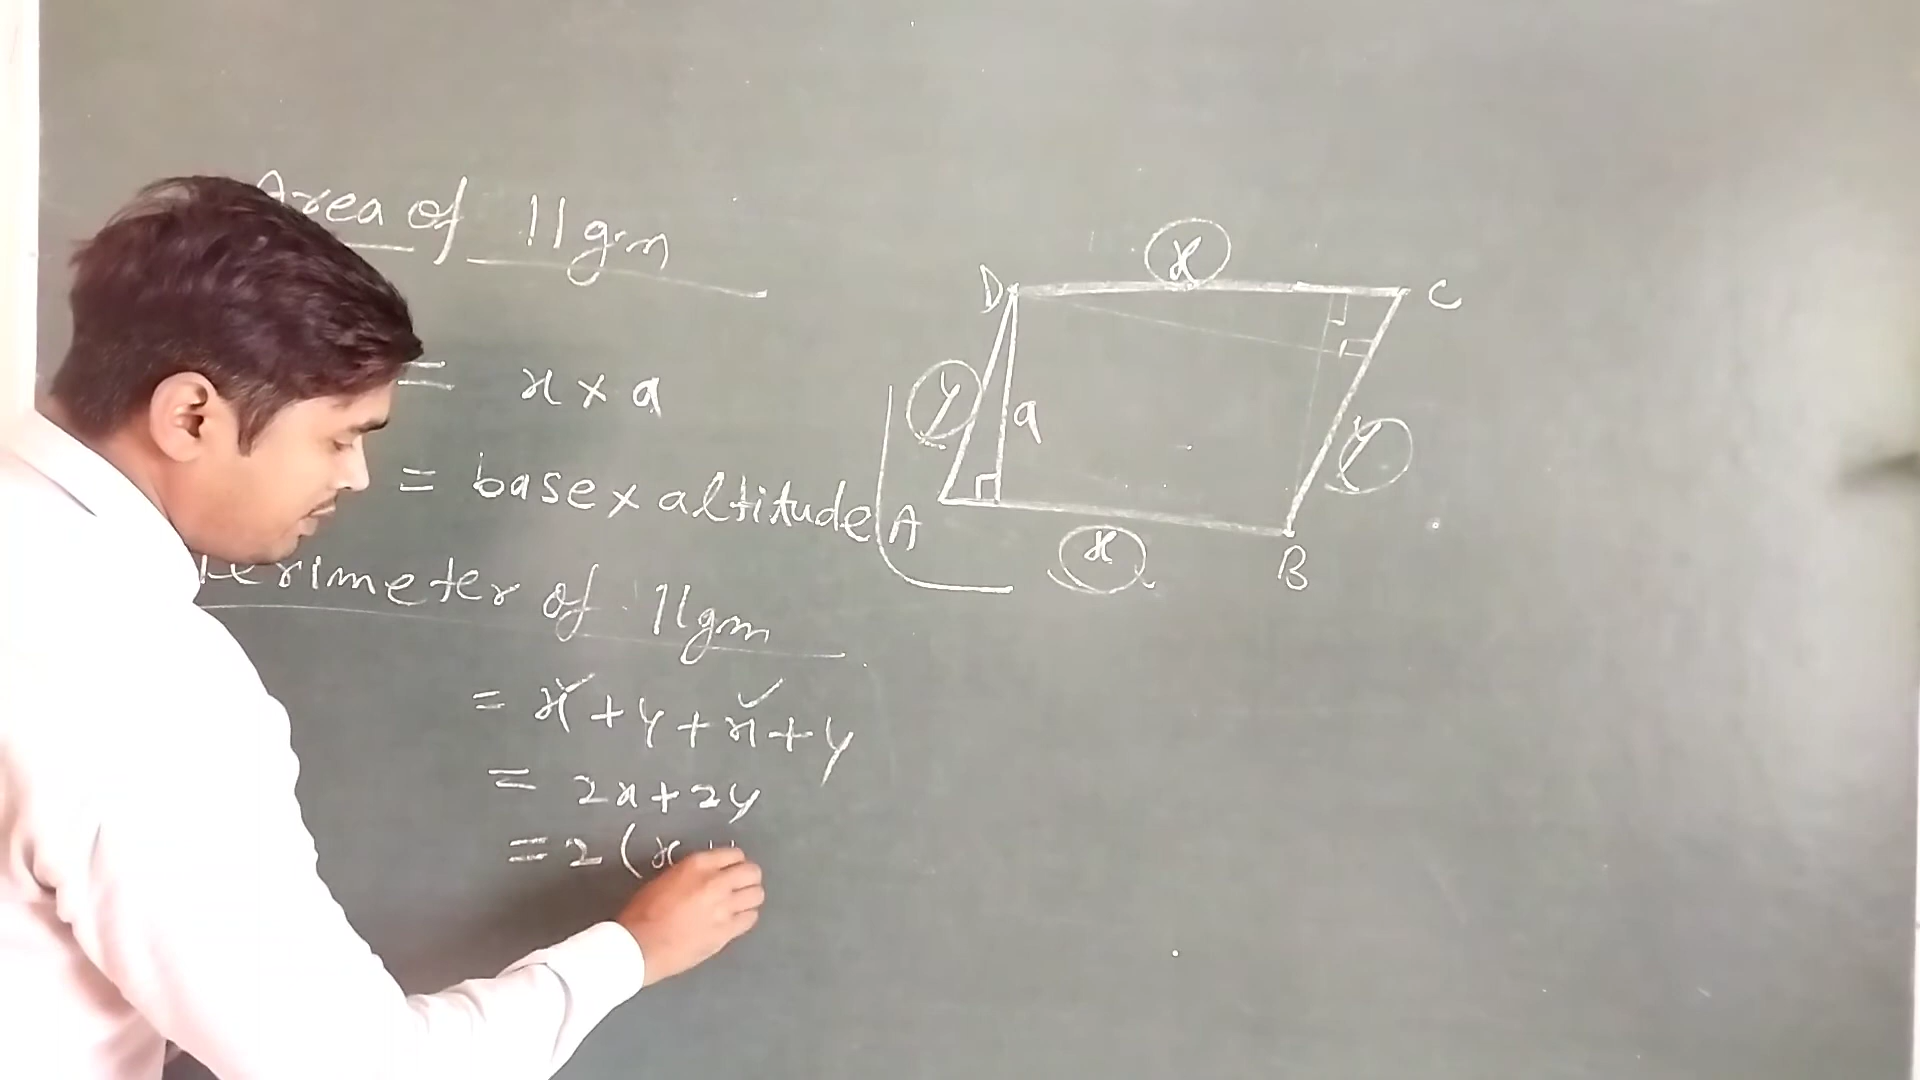 Area of 11gm
= x × a
= base × altitude
Perimeter of 11gm
= x + y + x + y
= 2x + 2y
= 2 ( x
D
x
C
y
a
y
A
x
B